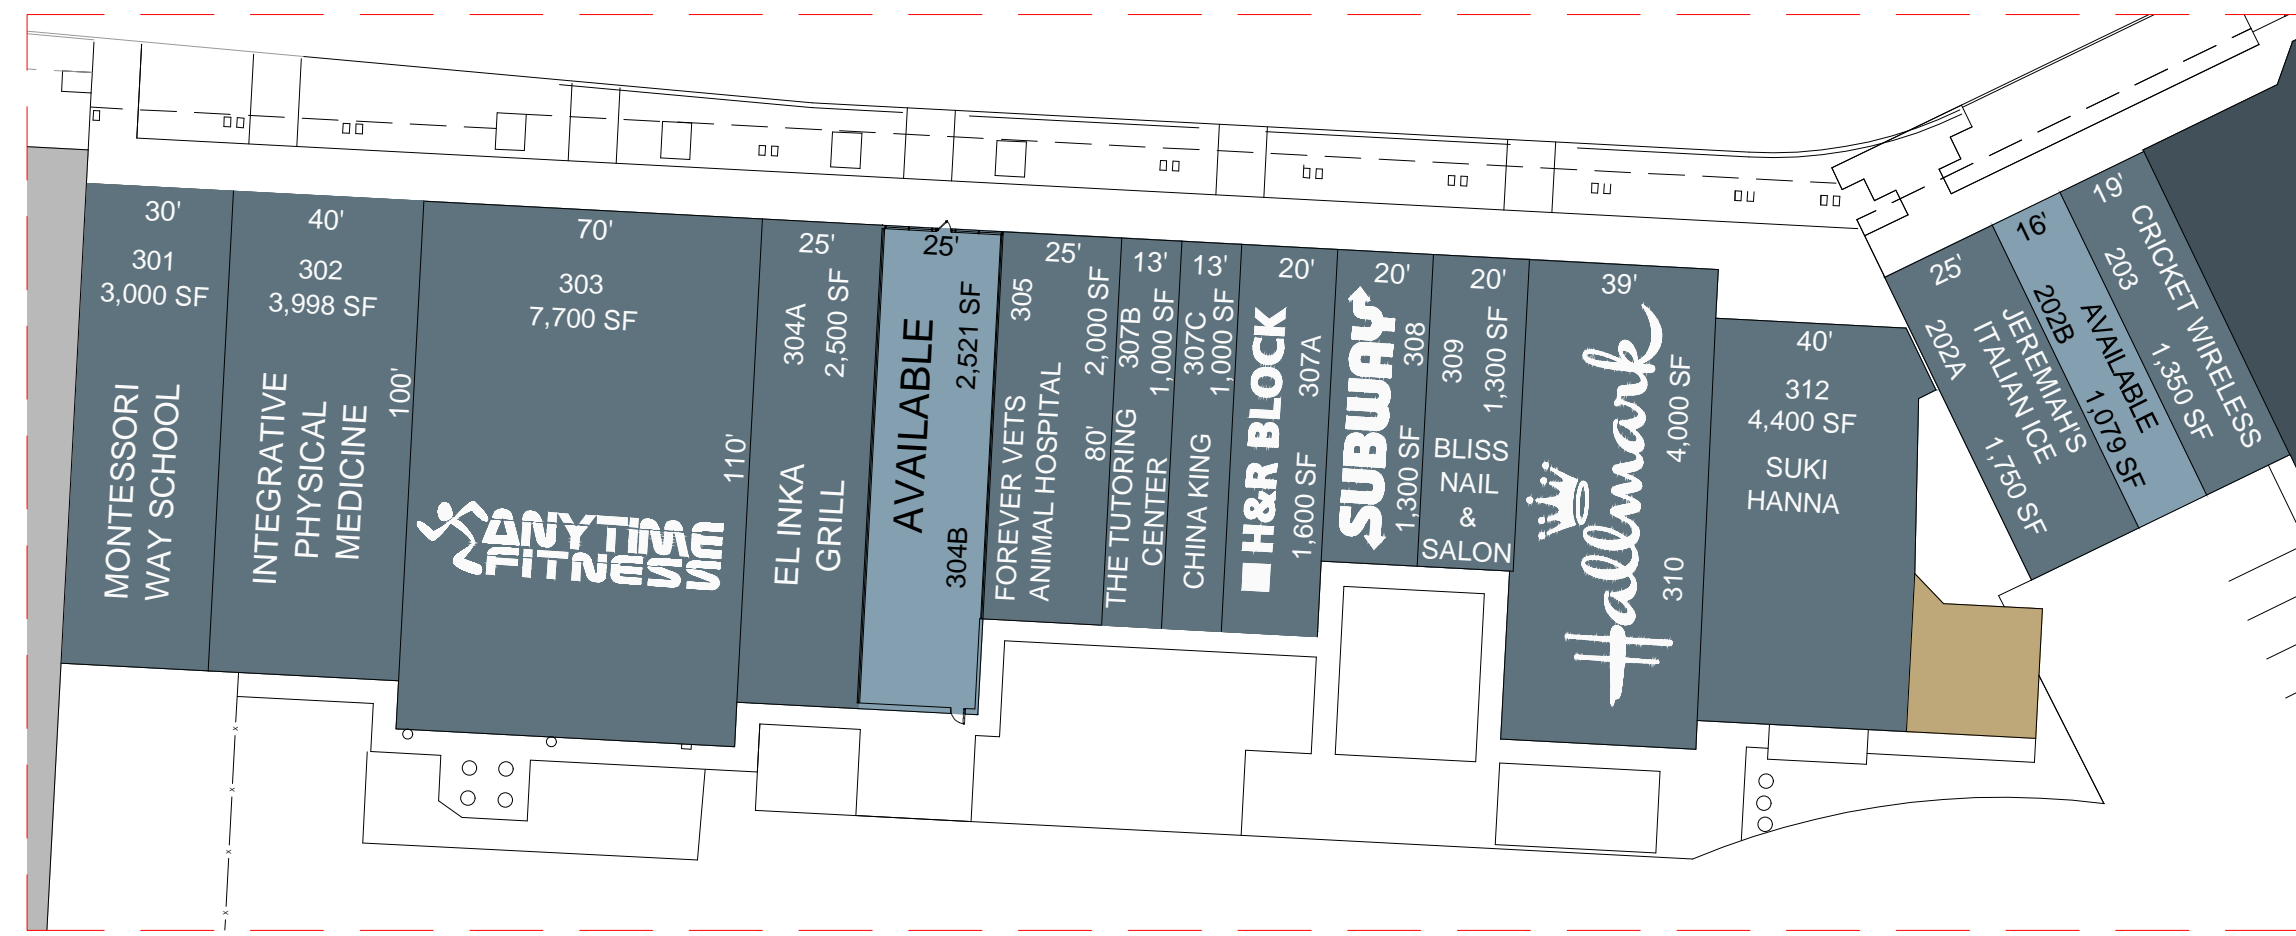 30'
301
3,000 SF
MONTESSORI
WAY SCHOOL
40'
302
3,998 SF
INTEGRATIVE
PHYSICAL
MEDICINE
100'
70'
303
7,700 SF
110'
ANYTIME
FITNESS
25'
304A
2,500 SF
EL INKA
GRILL
25'
AVAILABLE
2,521 SF
304B
25'
305
2,000 SF
FOREVER VETS
ANIMAL HOSPITAL
80'
13'
307B
1,000 SF
THE TUTORING
CENTER
13'
307C
1,000 SF
CHINA KING
20'
H&R BLOCK
307A
1,600 SF
20'
SUBWAY
308
1,300 SF
20'
309
1,300 SF
BLISS
NAIL
&
SALON
39'
Hallmark
4,000 SF
310
40'
312
4,400 SF
SUKI
HANNA
25'
202A
JEREMIAH'S
ITALIAN ICE
1,750 SF
16'
202B
AVAILABLE
1,079 SF
19'
203
CRICKET WIRELESS
1,350 SF
x
x
x
x